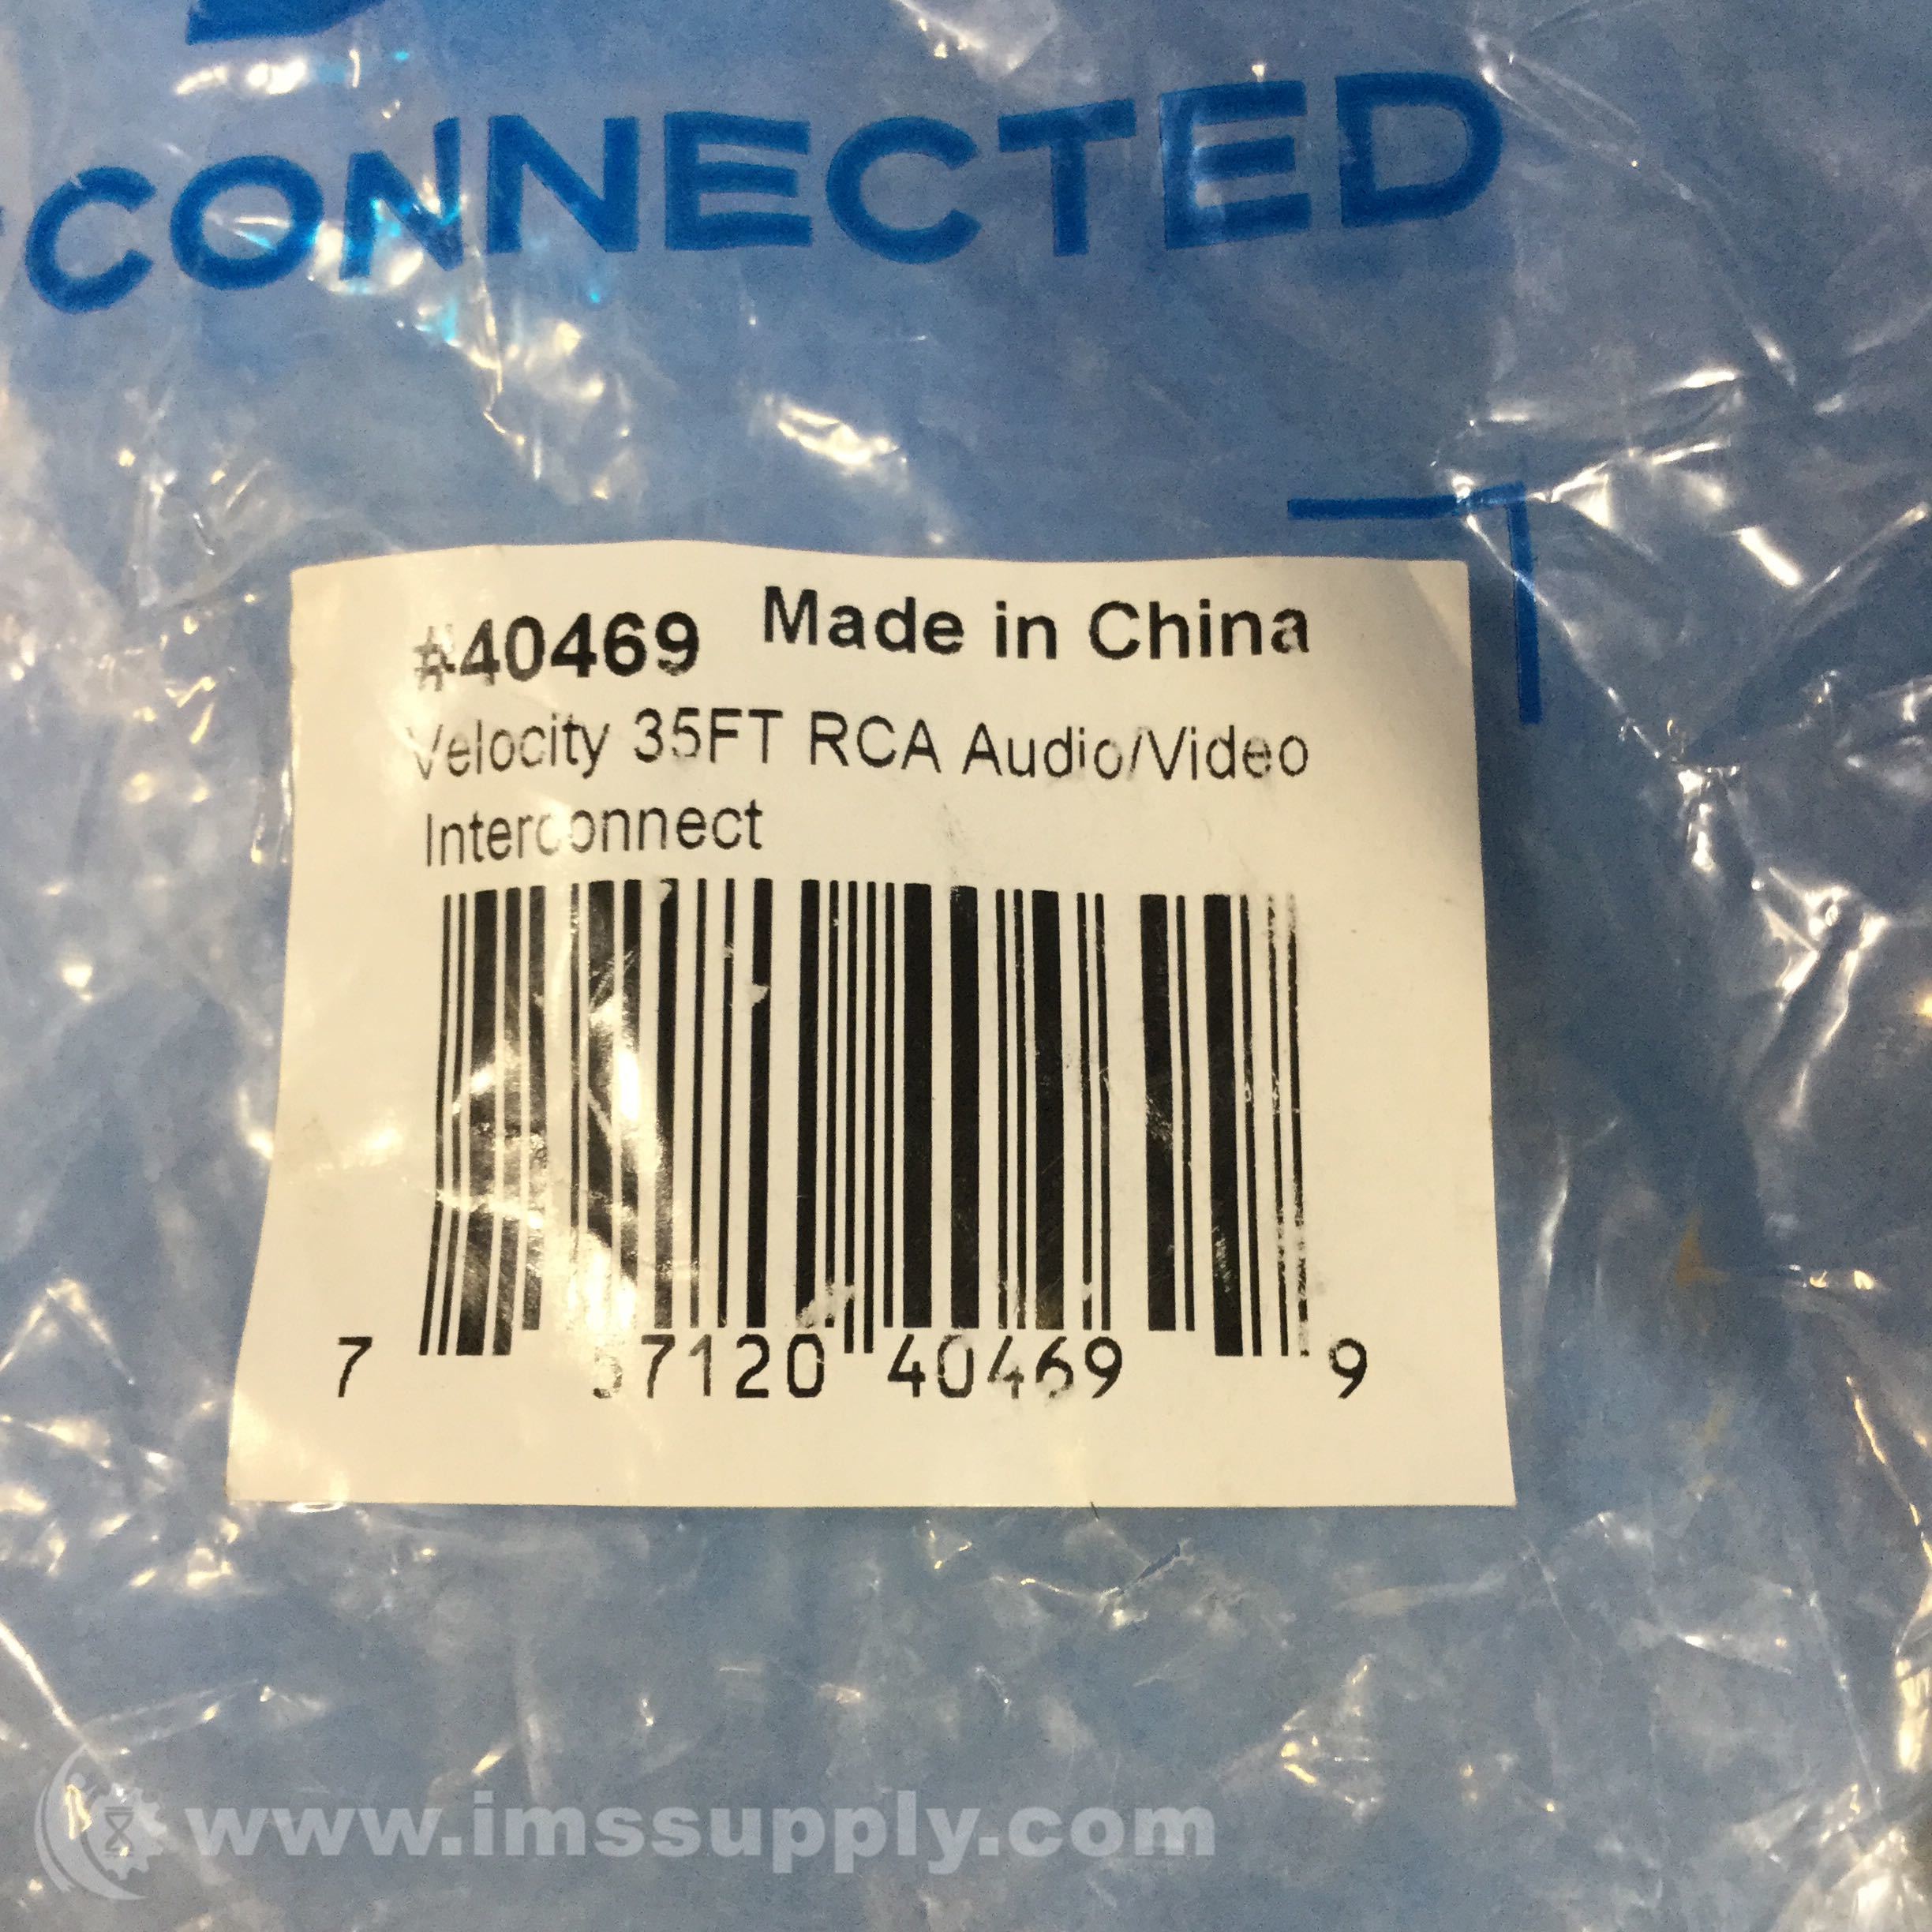 CONNECTED
#40469 Made in China
Velocity 35FT RCA Audio/Video
Interconnect
7 57120 40469 9
www.imssupply.com